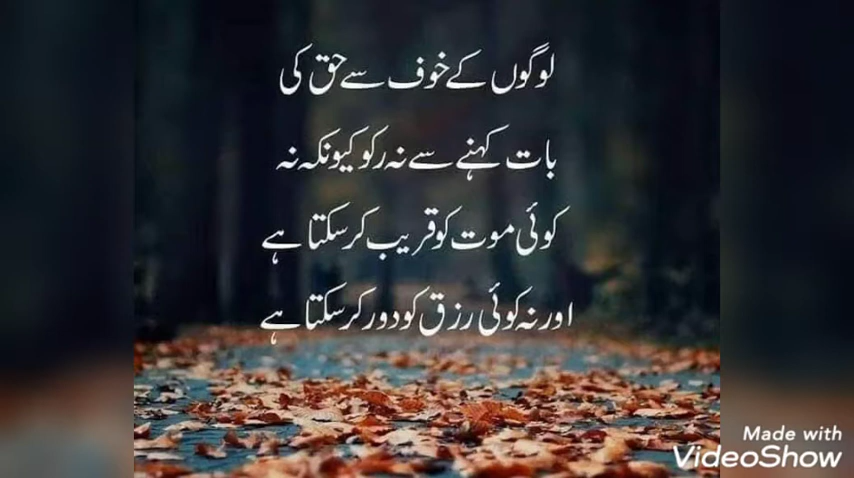 لوگوں کے خوف سے حق کی
بات کہنے سے نہ رکو کیونکہ نہ
کوئی موت کو قریب کر سکتا ہے
اور نہ کوئی رزق کو دور کر سکتا ہے
Made with
VideoShow